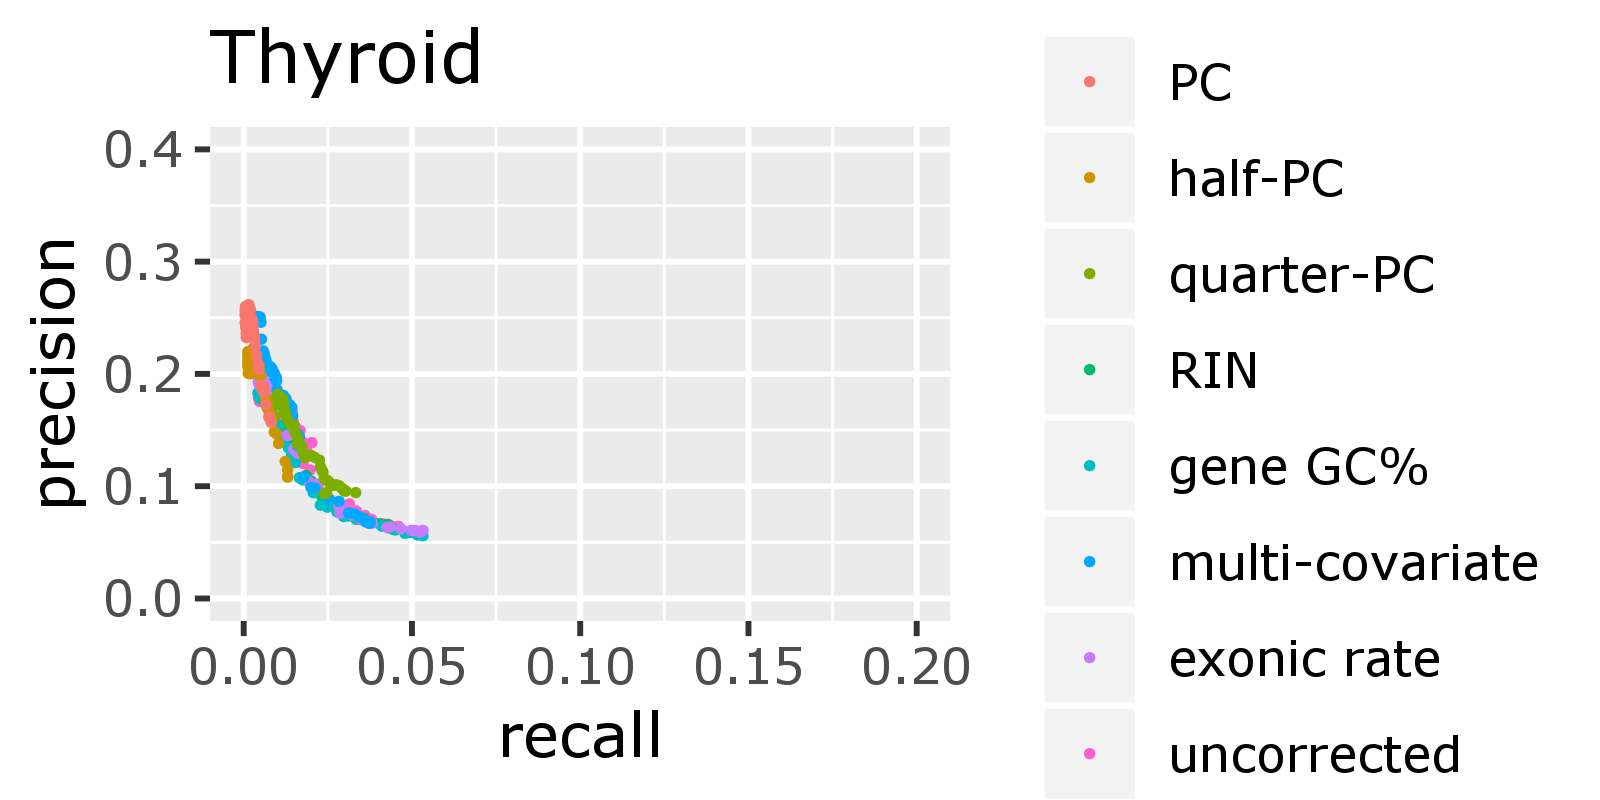 Thyroid
precision
0.4
0.3
0.2
0.1
0.0
0.00 0.05 0.10 0.15 0.20
recall
PC
half-PC
quarter-PC
RIN
gene GC%
multi-covariate
exonic rate
uncorrected